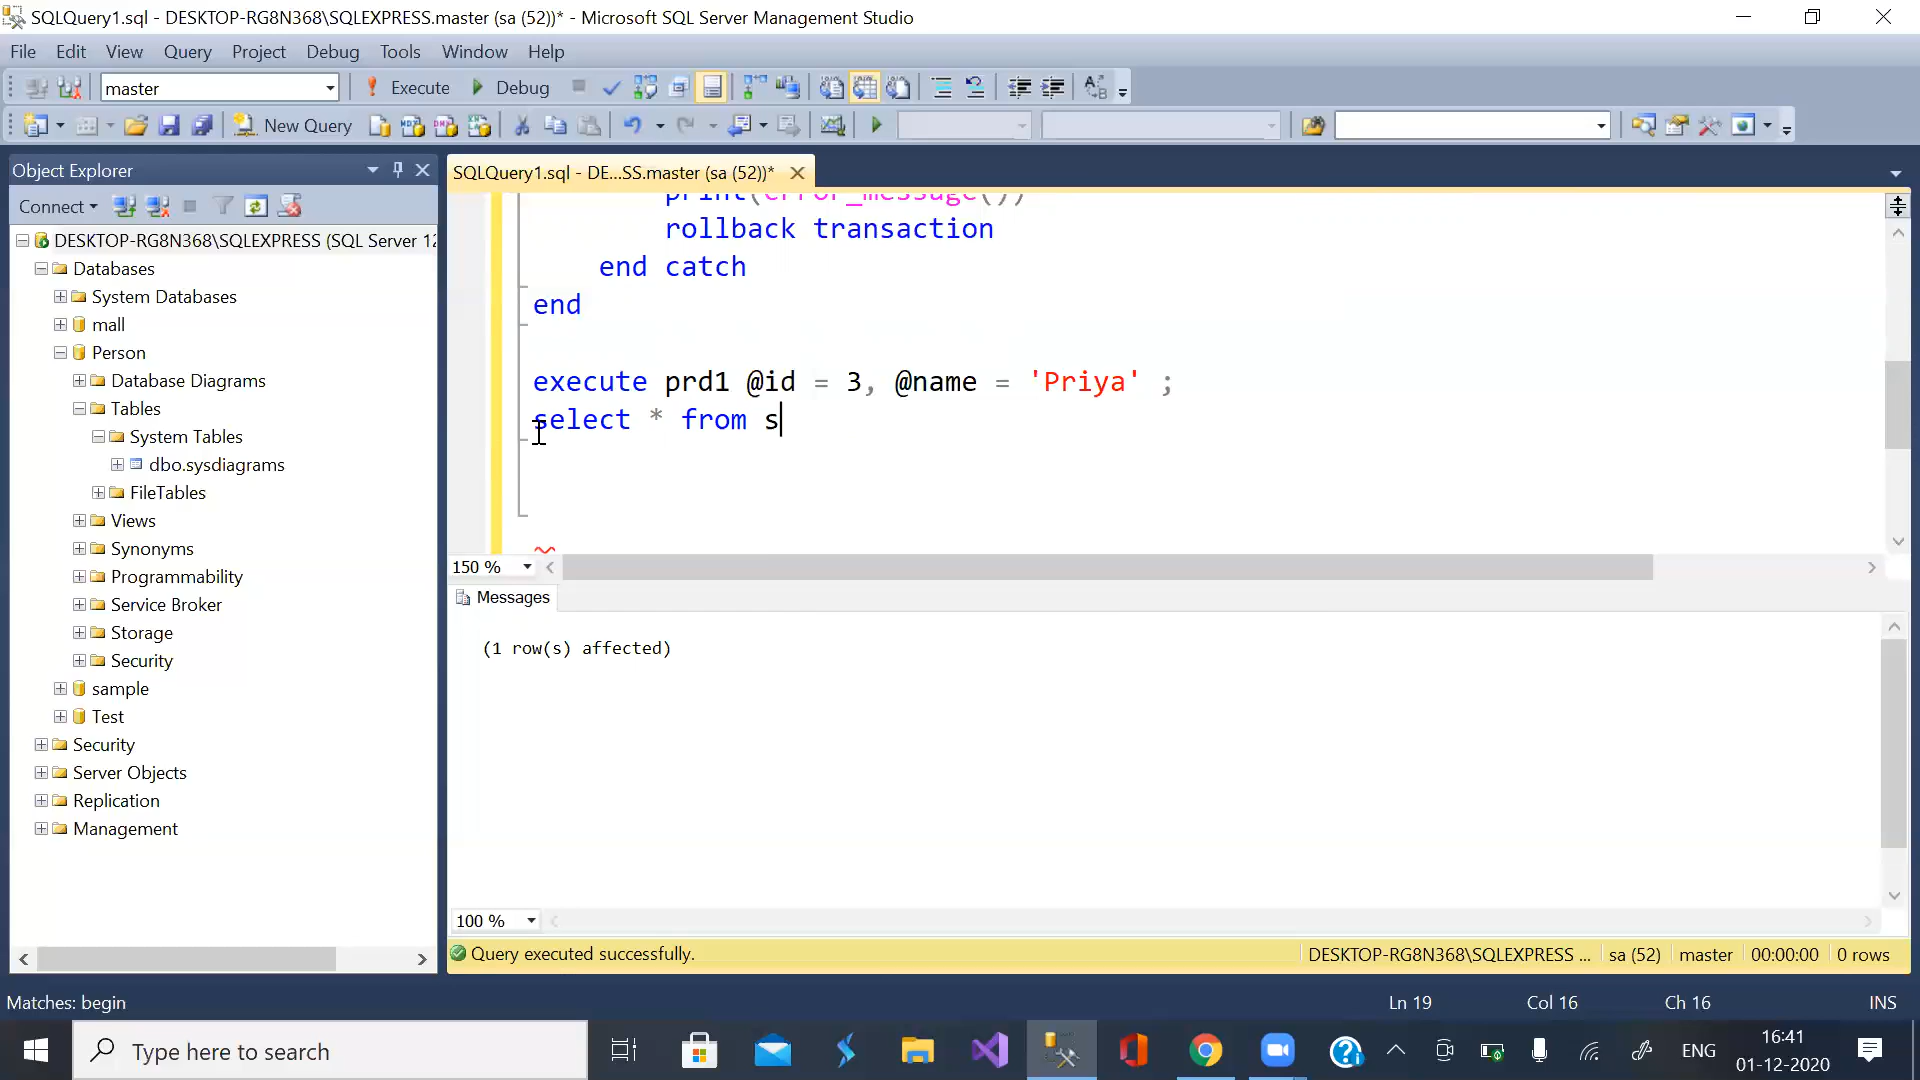 SQLQuery1.sql - DESKTOP-RG8N368\SQLEXPRESS.master (sa (52))* - Microsoft SQL Server Management Studio
File Edit View Query Project Debug Tools Window Help
master Execute Debug
New Query
Object Explorer
SQLQuery1.sql - DE...SS.master (sa (52))*
Connect
DESKTOP-RG8N368\SQLEXPRESS (SQL Server 12
Databases
System Databases
mall
Person
Database Diagrams
Tables
System Tables
dbo.sysdiagrams
FileTables
Views
Synonyms
Programmability
Service Broker
Storage
Security
sample
Test
Security
Server Objects
Replication
Management
print(error_message())
rollback transaction
end catch
end
execute prd1 @id = 3, @name = 'Priya' ;
select * from s
150 %
Messages
(1 row(s) affected)
100 %
Query executed successfully. DESKTOP-RG8N368\SQLEXPRESS ... sa (52) master 00:00:00 0 rows
Matches: begin Ln 19 Col 16 Ch 16 INS
Type here to search
ENG
16:41
01-12-2020